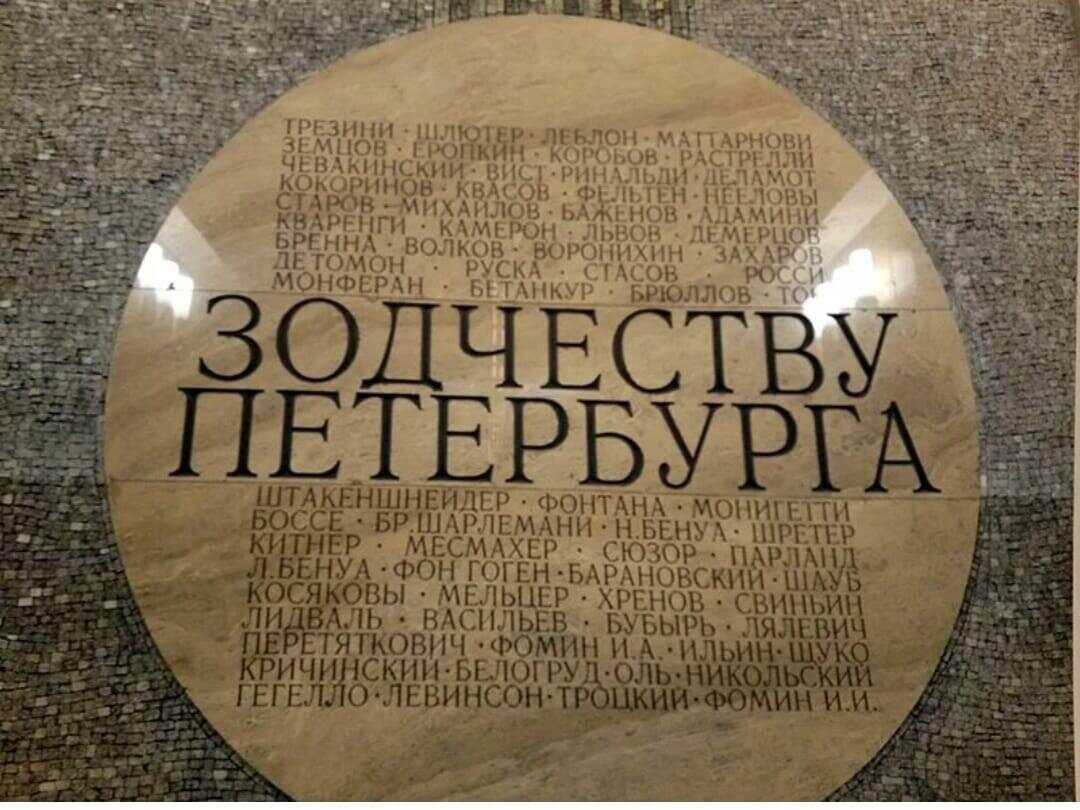 ТРЕЗИНИ · ШЛЮТЕР · ЛЕБЛОН · МАТТАРНОВИ
ЗЕМЦОВ · ЕРОПКИН · КОРОБОВ · РАСТРЕЛЛИ
ЧЕВАКИНСКИЙ · ВИСТ · РИНАЛЬДИ · ДЕЛАМОТ
КОКОРИНОВ · КВАСОВ · ФЕЛЬТЕН · НЕЕЛОВЫ
СТАРОВ · МИХАЙЛОВ · БАЖЕНОВ · АДАМИНИ
КВАРЕНГИ · КАМЕРОН · ЛЬВОВ · ДЕМЕРЦОВ
БРЕННА · ВОЛКОВ · ВОРОНИХИН · ЗАХАРОВ
ДЕТОМОН · РУСКА · СТАСОВ · РОССИ
МОНФЕРАН · БЕТАНКУР · БРЮЛЛОВ ·
ЗОДЧЕСТВУ
ПЕТЕРБУРГА
ШТАКЕНШНЕЙДЕР · ФОНТАНА · МОНИГЕТТИ
БОССЕ · БР.ШАРЛЕМАНИ · Н.БЕНУА · ШРЕТЕР
КИТНЕР · МЕСМАХЕР · СЮЗОР · ПАРЛАНД
Л.БЕНУА · ФОН ГОГЕН · БАРАНОВСКИЙ · ШАУБ
КОСЯКОВЫ · МЕЛЬЦЕР · ХРЕНОВ · СВИНЬИН
ЛИДВАЛЬ · ВАСИЛЬЕВ · БУБЫРЬ · ЛЯЛЕВИЧ
ПЕРЕТЯТКОВИЧ · ФОМИН И.А. · ИЛЬИН · ЩУКО
КРИЧИНСКИЙ · БЕЛОГРУД · ОЛЬ · НИКОЛЬСКИЙ
ГЕГЕЛЛО · ЛЕВИНСОН · ТРОЦКИЙ · ФОМИН И.И.